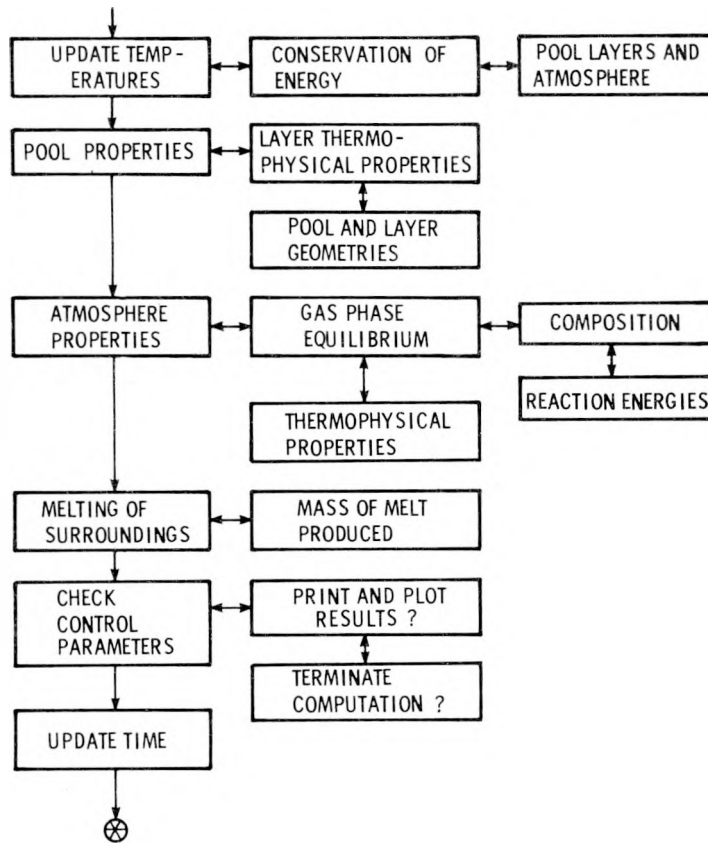 UPDATE TEMP-
ERATURES
CONSERVATION OF
ENERGY
POOL LAYERS AND
ATMOSPHERE
POOL PROPERTIES
LAYER THERMO-
PHYSICAL PROPERTIES
POOL AND LAYER
GEOMETRIES
ATMOSPHERE
PROPERTIES
GAS PHASE
EQUILIBRIUM
COMPOSITION
REACTION ENERGIES
THERMOPHYSICAL
PROPERTIES
MELTING OF
SURROUNDINGS
MASS OF MELT
PRODUCED
CHECK
CONTROL
PARAMETERS
PRINT AND PLOT
RESULTS ?
TERMINATE
COMPUTATION ?
UPDATE TIME